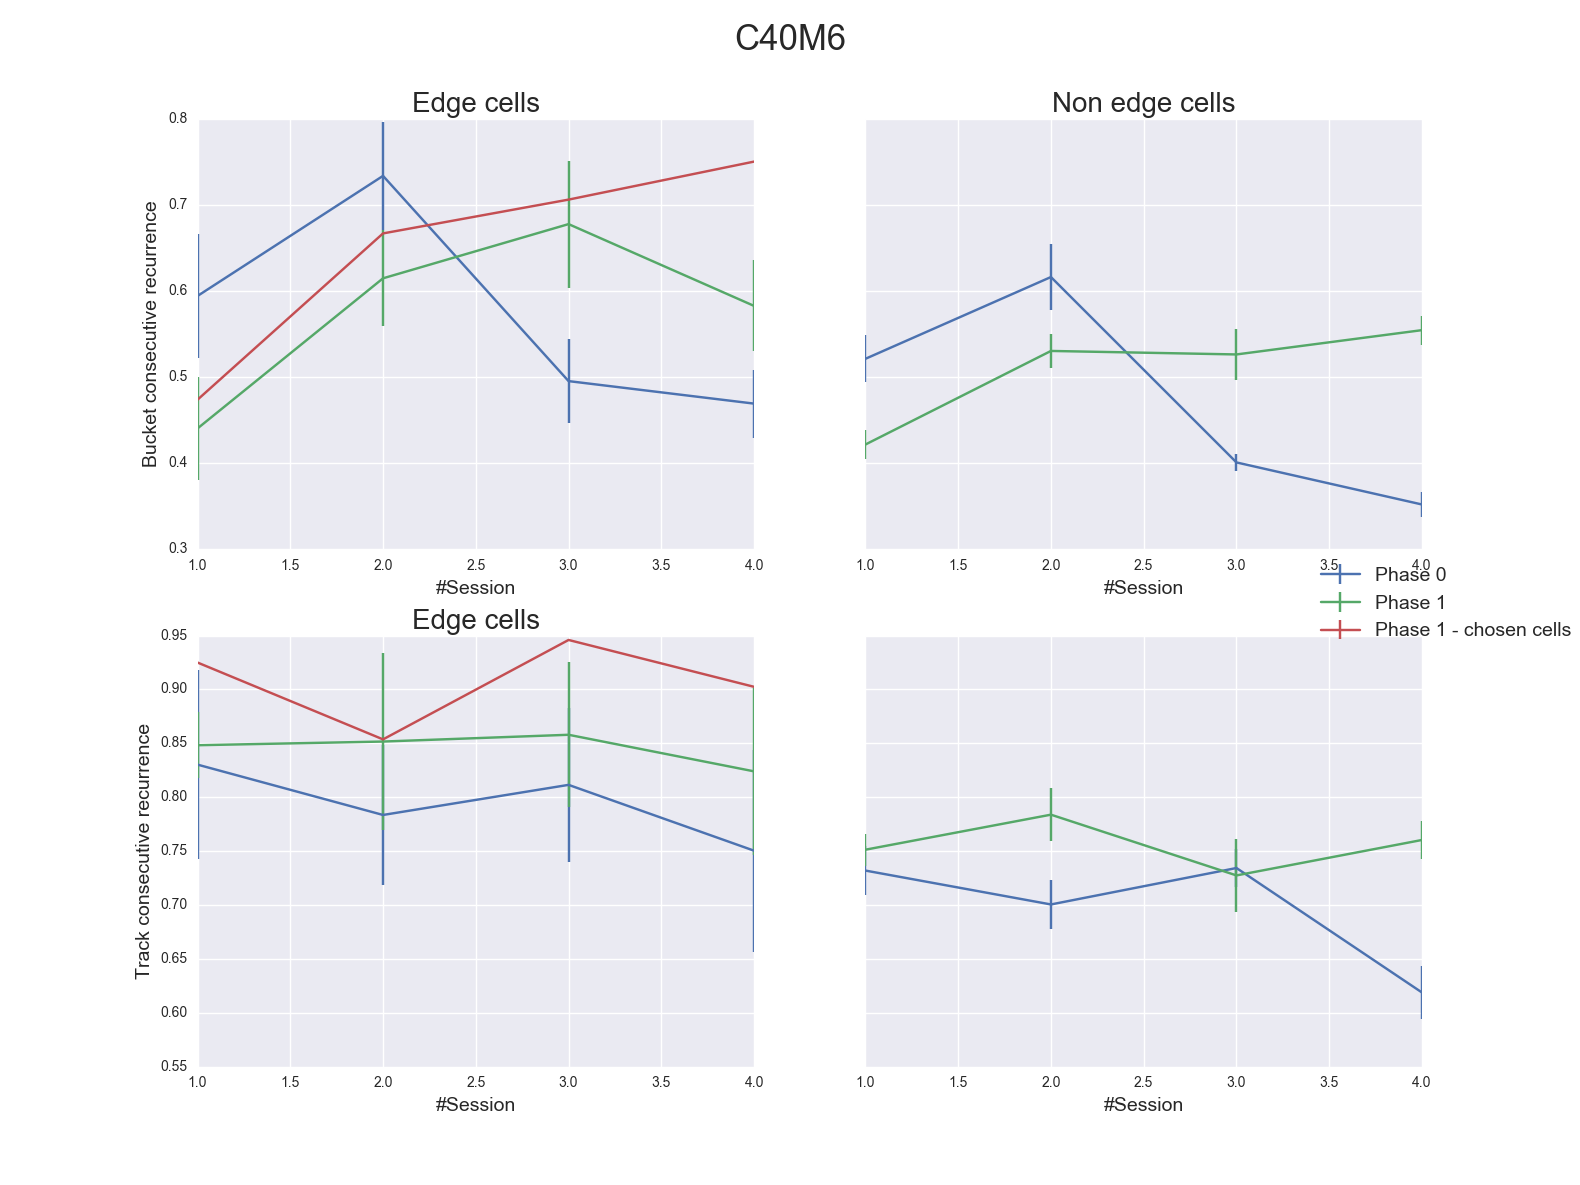 C40M6
Edge cells
Non edge cells
Bucket consecutive recurrence
0.8
0.7
0.6
0.5
0.4
0.3
1.0 1.5 2.0 2.5 3.0 3.5 4.0
#Session
1.0 1.5 2.0 2.5 3.0 3.5 4.0
#Session
Phase 0
Phase 1
Phase 1 - chosen cells
Edge cells
Track consecutive recurrence
0.95
0.90
0.85
0.80
0.75
0.70
0.65
0.60
0.55
1.0 1.5 2.0 2.5 3.0 3.5 4.0
#Session
1.0 1.5 2.0 2.5 3.0 3.5 4.0
#Session